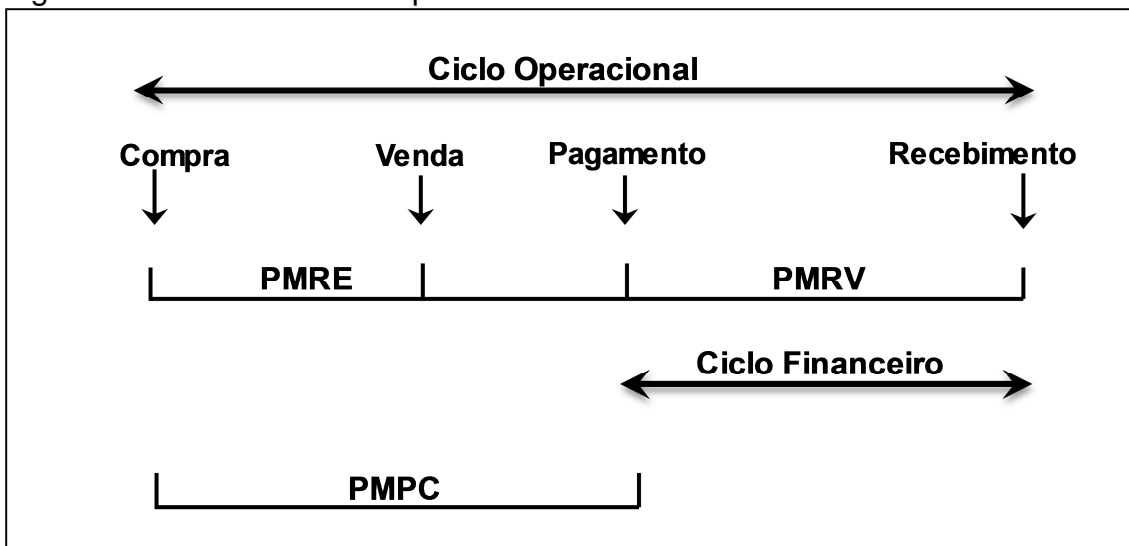 Ciclo Operacional
Compra Venda Pagamento Recebimento
PMRE PMRV
Ciclo Financeiro
PMPC